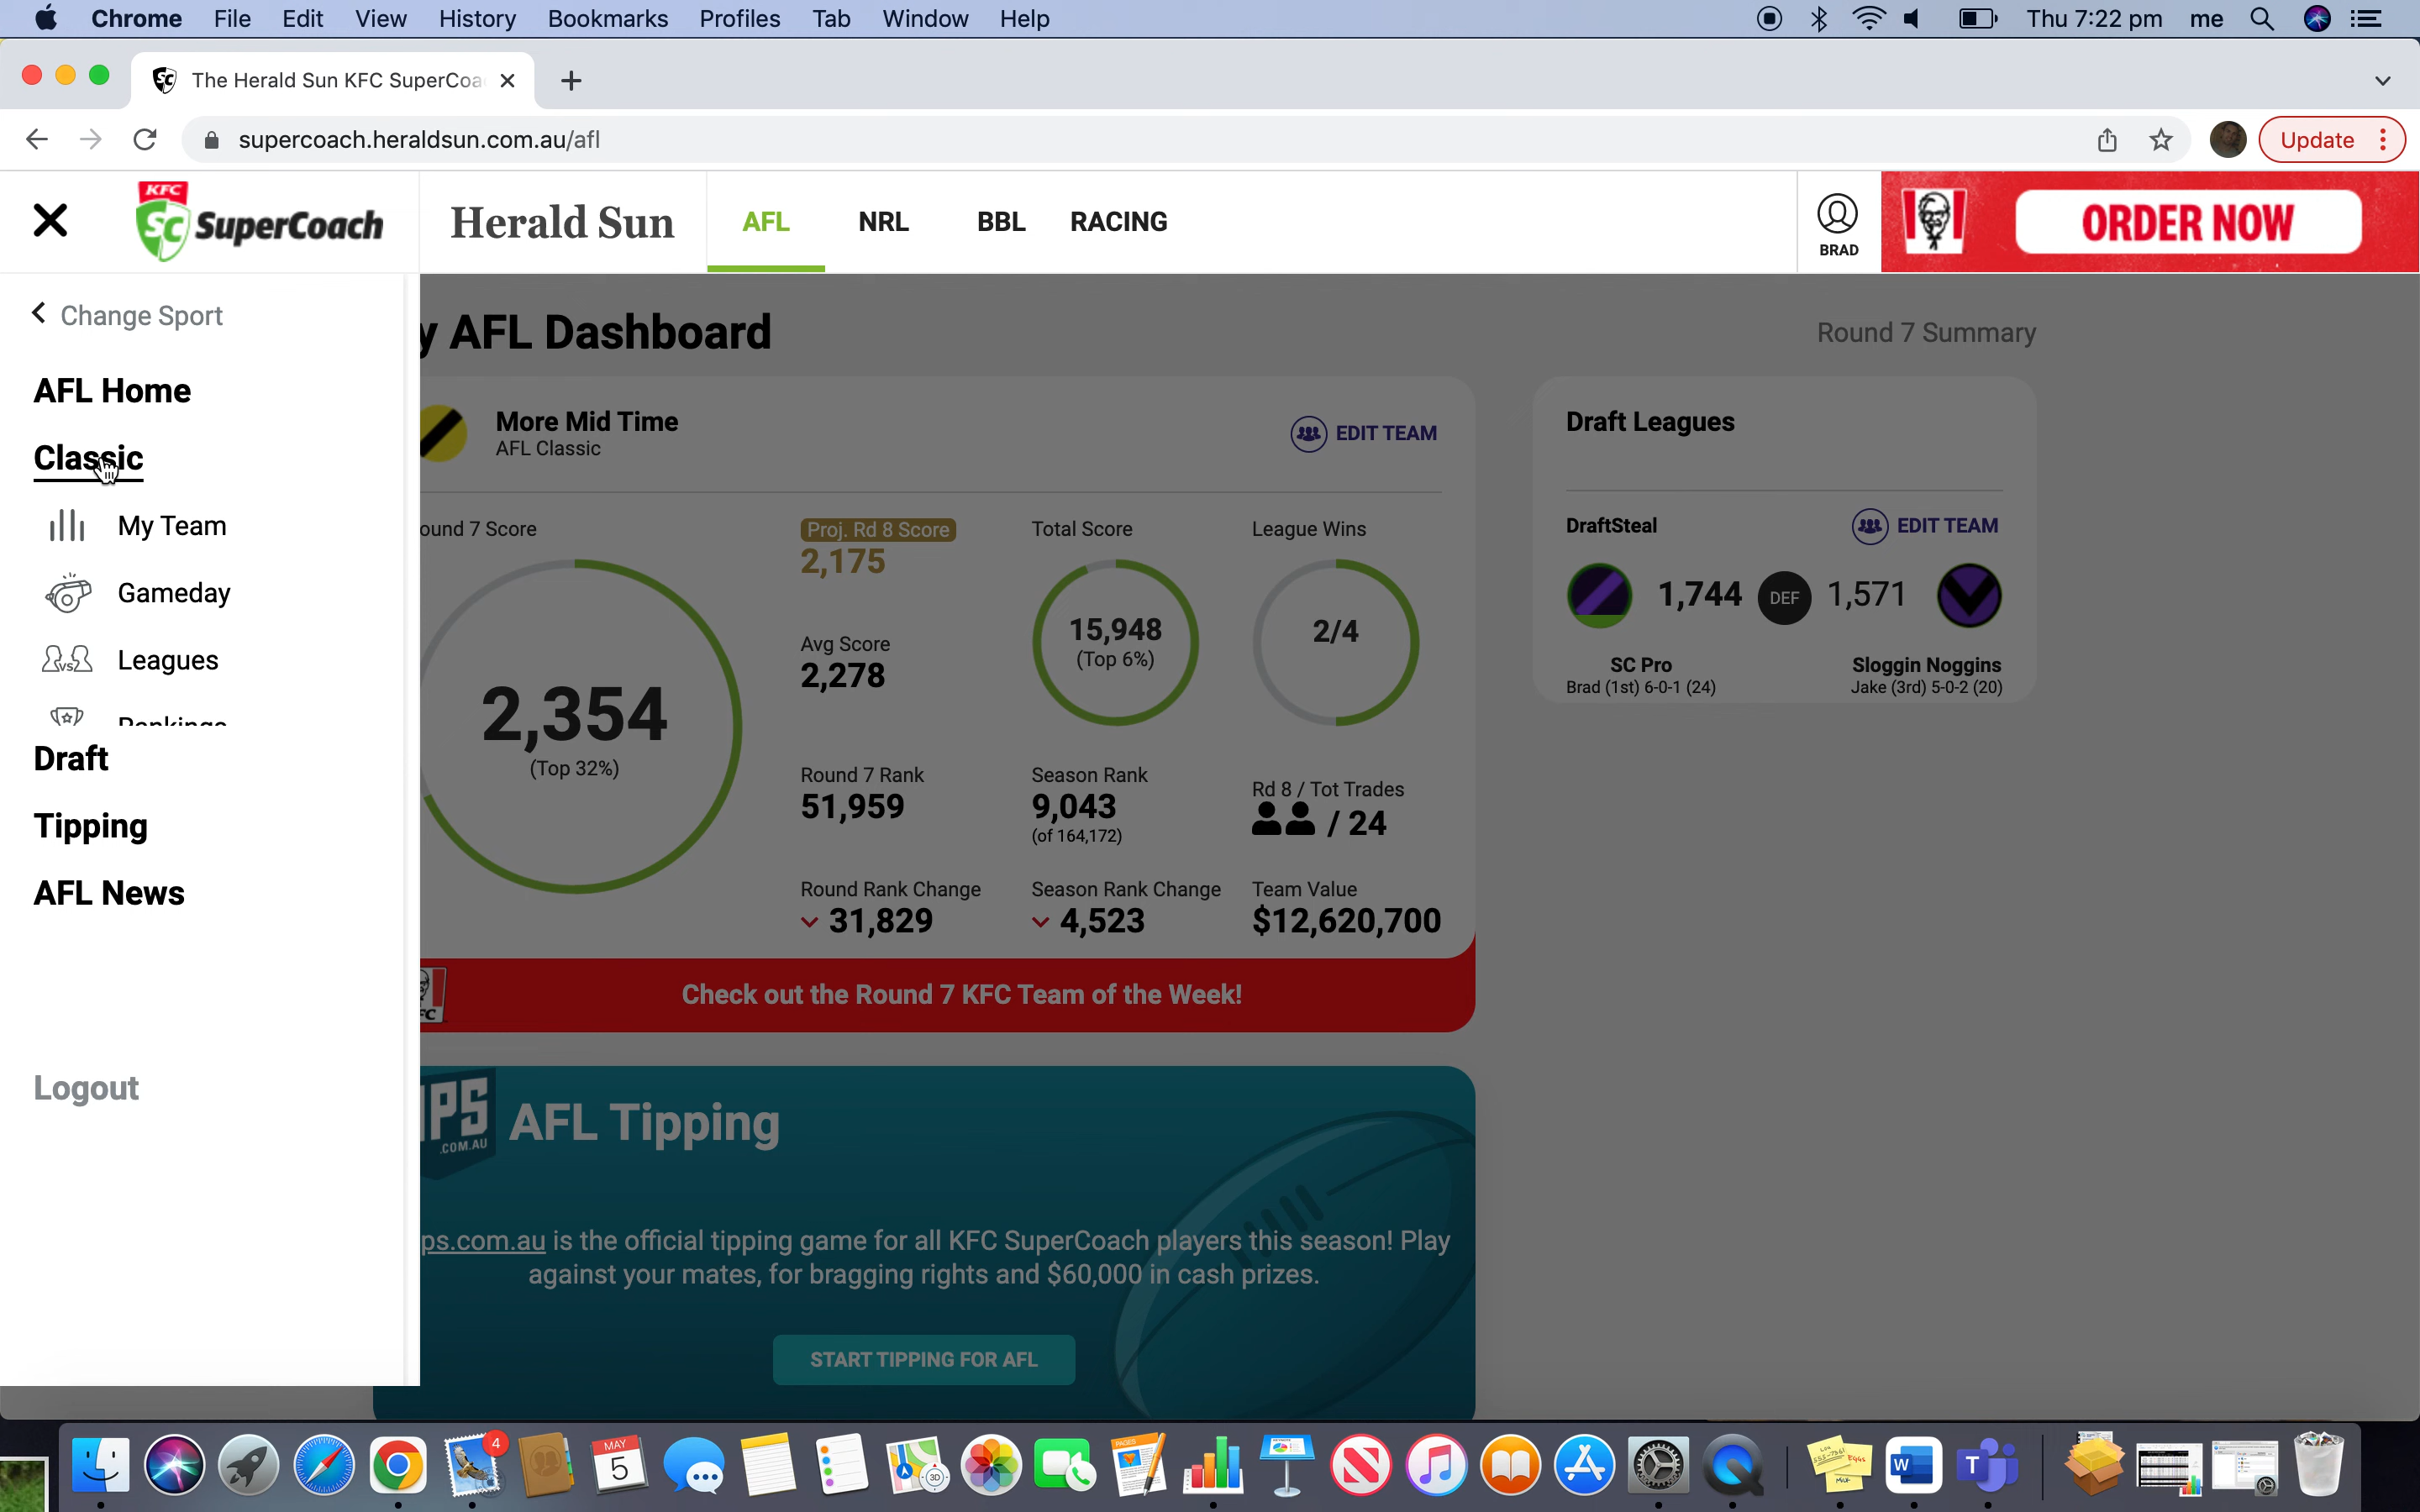 Chrome File Edit View History Bookmarks Profiles Tab Window Help Thu 7:22 pm me
The Herald Sun KFC SuperCoa
supercoach.heraldsun.com.au/afl
Update
KFC SC SuperCoach
Herald Sun
AFL NRL BBL RACING
BRAD
ORDER NOW
Change Sport
AFL Home
Classic
My Team
Gameday
Leagues
Rankings
Draft
Tipping
AFL News
Logout
y AFL Dashboard
Round 7 Summary
More Mid Time
AFL Classic
EDIT TEAM
ound 7 Score
2,354
(Top 32%)
Proj. Rd 8 Score
2,175
Avg Score
2,278
Round 7 Rank
51,959
Round Rank Change
31,829
Total Score
15,948
(Top 6%)
Season Rank
9,043
(of 164,172)
Season Rank Change
4,523
League Wins
2/4
Rd 8 / Tot Trades
/ 24
Team Value
$12,620,700
Check out the Round 7 KFC Team of the Week!
Draft Leagues
DraftSteal
EDIT TEAM
1,744 DEF 1,571
SC Pro
Brad (1st) 6-0-1 (24)
Sloggin Noggins
Jake (3rd) 5-0-2 (20)
IPS
.COM.AU
AFL Tipping
ps.com.au is the official tipping game for all KFC SuperCoach players this season! Play
against your mates, for bragging rights and $60,000 in cash prizes.
START TIPPING FOR AFL
4
MAY
5
3D
PAGES
W
T